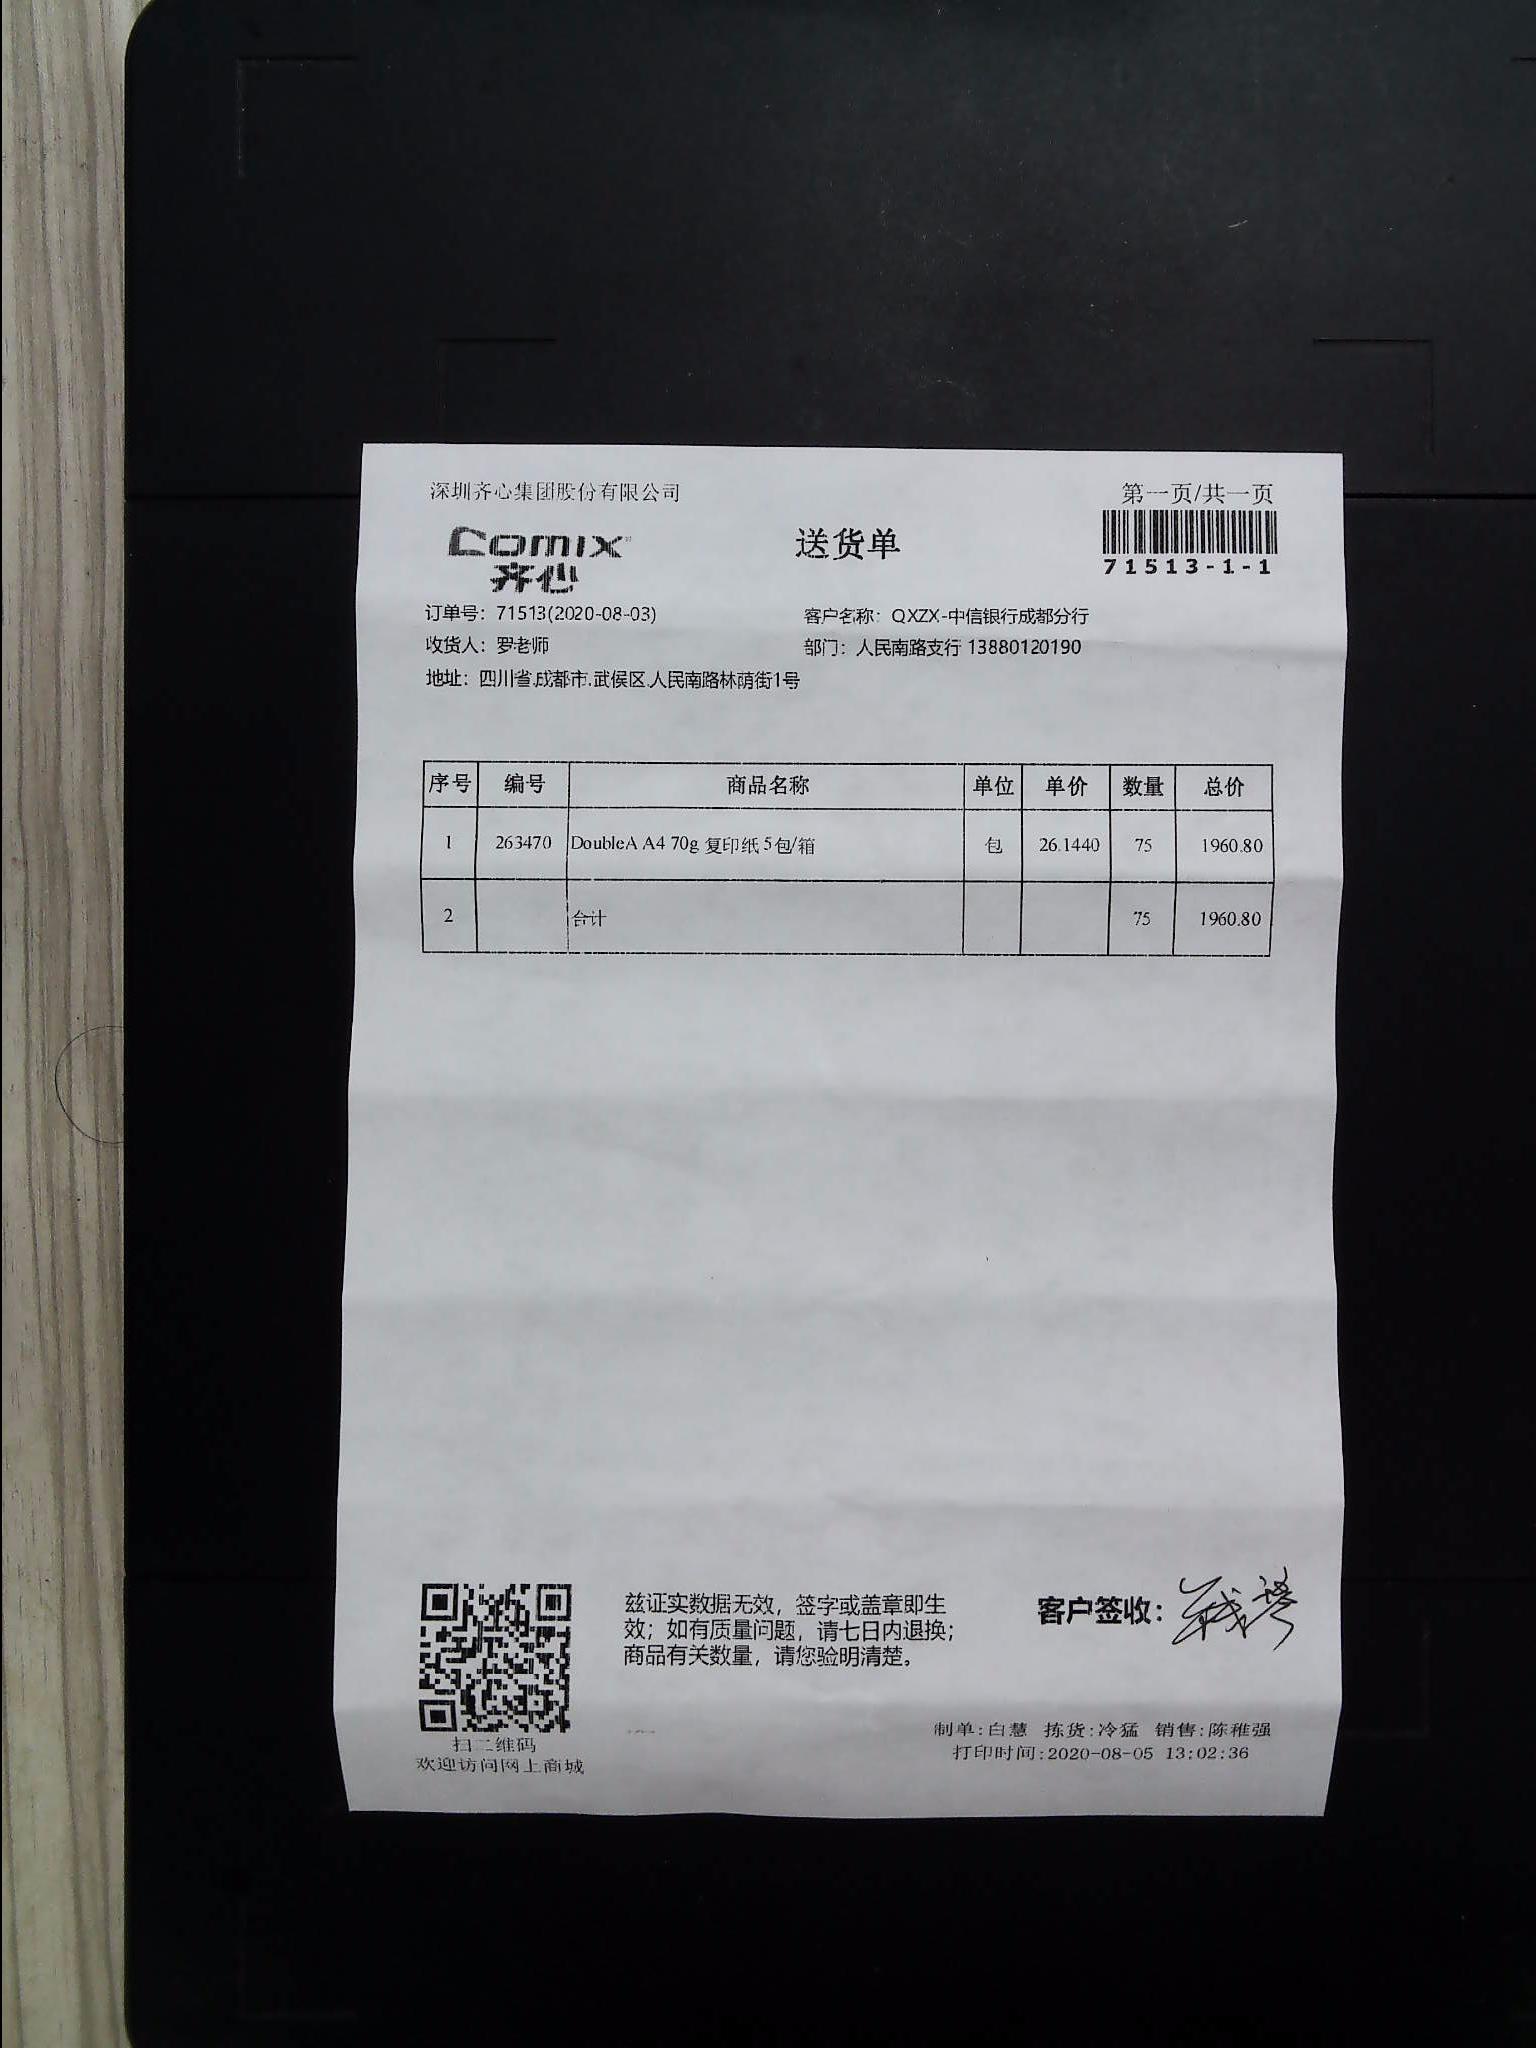 深圳齐心集团股份有限公司
第一页/共一页
Comix
齐心
送货单
71513-1-1
订单号：71513(2020-08-03)
客户名称：QXZX-中信银行成都分行
收货人：罗老师
部门：人民南路支行 13880120190
地址：四川省.成都市.武侯区.人民南路林荫街1号
序号 编号 商品名称 单位 单价 数量 总价
1 263470 DoubleA A4 70g 复印纸 5包/箱 包 26.1440 75 1960.80
2 合计 75 1960.80
兹证实数据无效，签字或盖章即生
效；如有质量问题，请七日内退换；
商品有关数量，请您验明清楚。
客户签收：
扫二维码
欢迎访问网上商城
制单:白慧 拣货:冷猛 销售:陈稚强
打印时间:2020-08-05 13:02:36